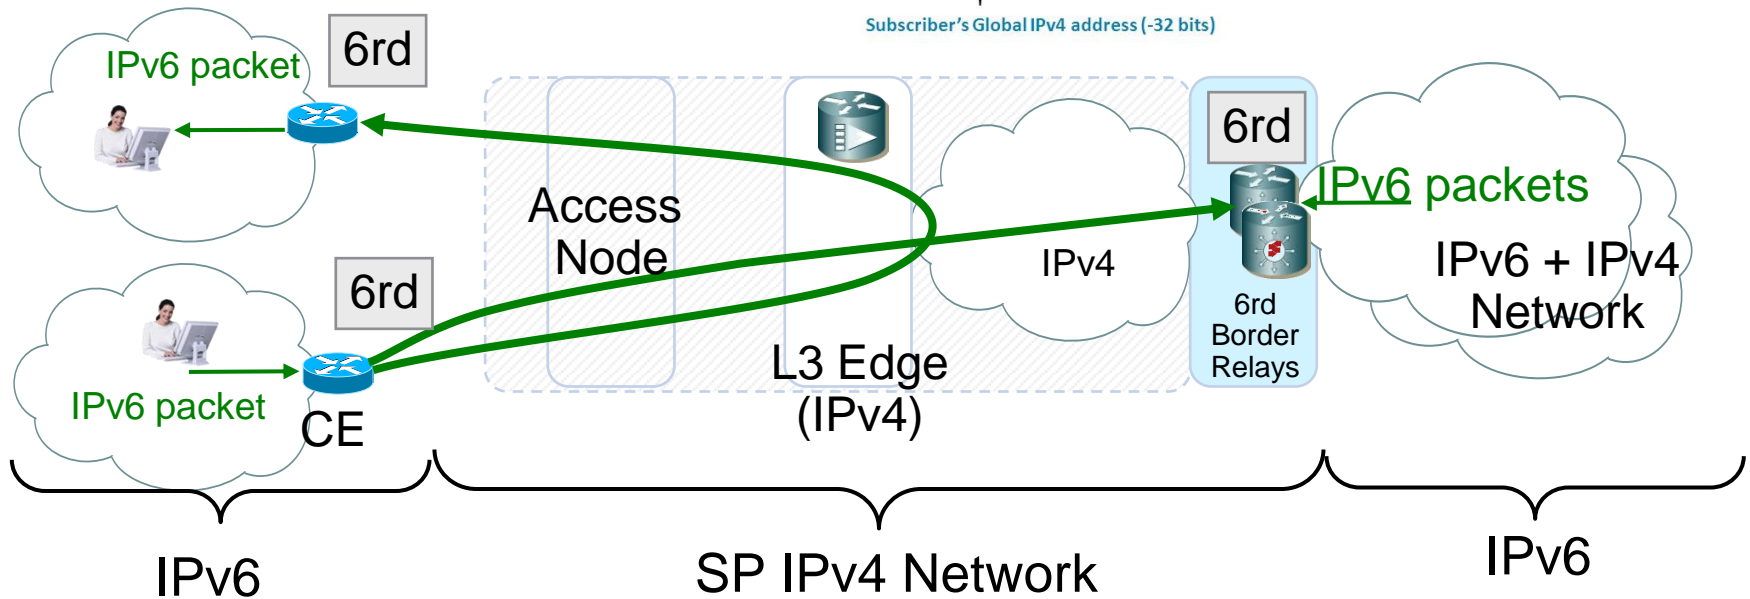 Subscriber's Global IPv4 address (-32 bits)
6rd
IPv6 packet
6rd
IPv6 packets
Access
Node
IPv4
IPv6 + IPv4
Network
6rd
6rd
Border
Relays
L3 Edge
(IPv4)
IPv6 packet
CE
IPv6
SP IPv4 Network
IPv6